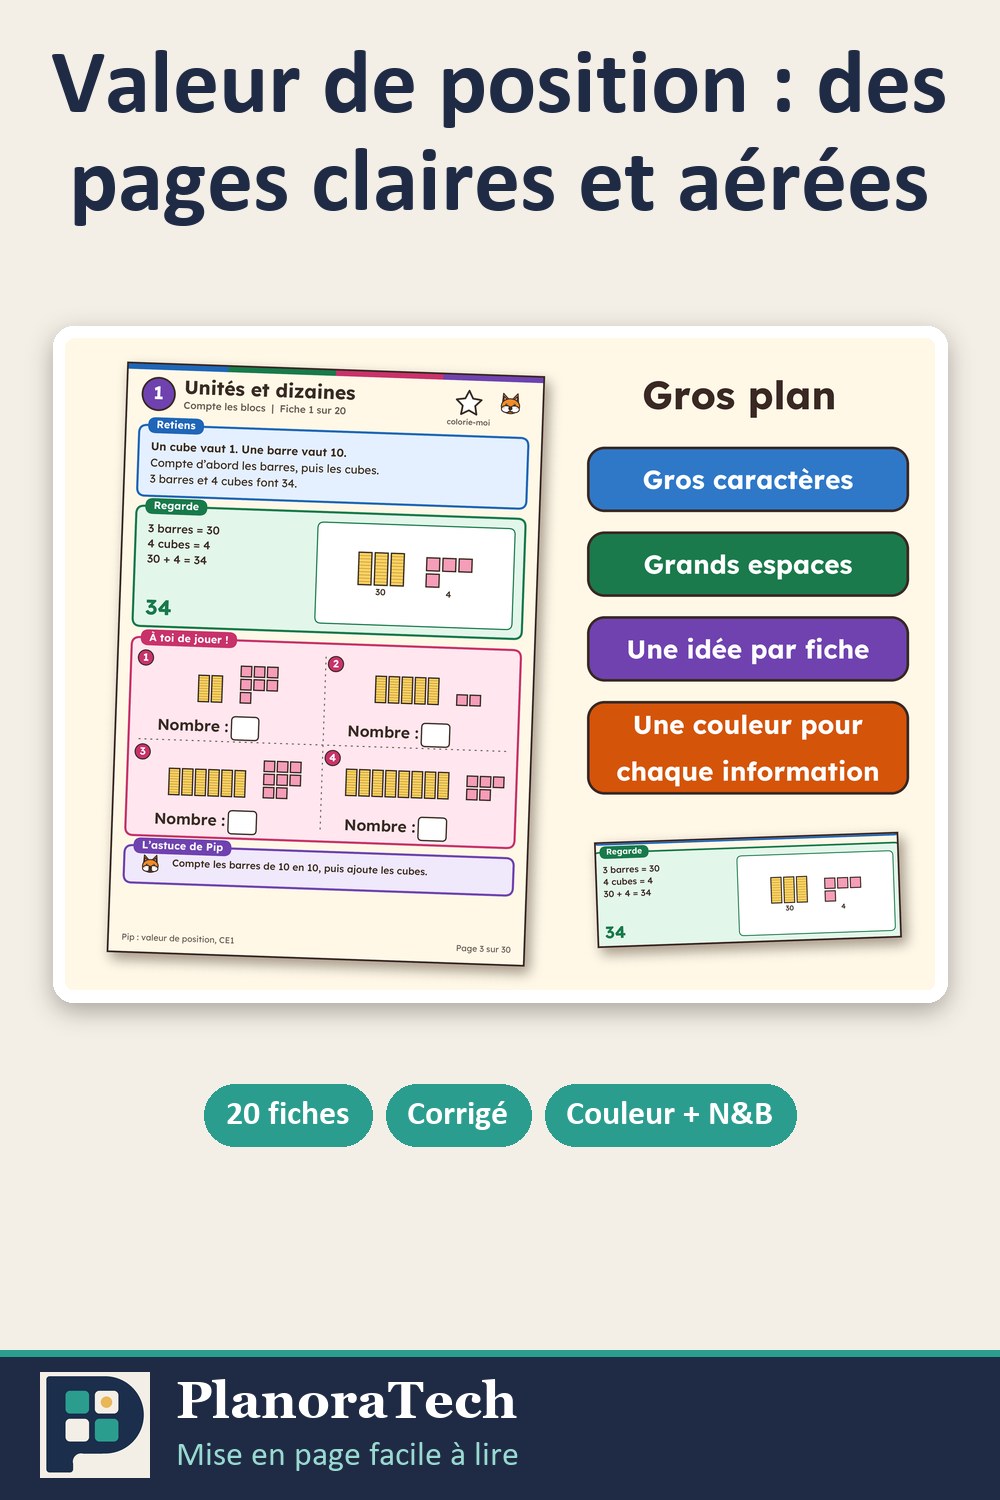 Valeur de position : des
pages claires et aérées
1
Unités et dizaines
Compte les blocs | Fiche 1 sur 20
colorie-moi
Retiens
Un cube vaut 1. Une barre vaut 10.
Compte d'abord les barres, puis les cubes.
3 barres et 4 cubes font 34.
Regarde
3 barres = 30
4 cubes = 4
30 + 4 = 34
34
30
4
À toi de jouer !
1
Nombre :
2
Nombre :
3
Nombre :
4
Nombre :
L'astuce de Pip
Compte les barres de 10 en 10, puis ajoute les cubes.
Pip : valeur de position, CE1
Page 3 sur 30
Gros plan
Gros caractères
Grands espaces
Une idée par fiche
Une couleur pour
chaque information
Regarde
3 barres = 30
4 cubes = 4
30 + 4 = 34
34
30
4
20 fiches
Corrigé
Couleur + N&B
PlanoraTech
Mise en page facile à lire